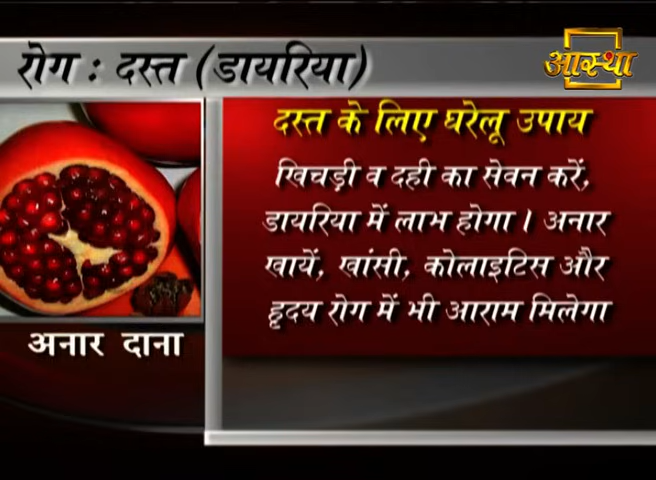 आस्था
रोग : दस्त (डायरिया)
दस्त के लिए घरेलू उपाय
खिचड़ी व दही का सेवन करें,
डायरिया में लाभ होगा । अनार
खायें, खांसी, कोलाइटिस और
हृदय रोग में भी आराम मिलेगा
अनार दाना